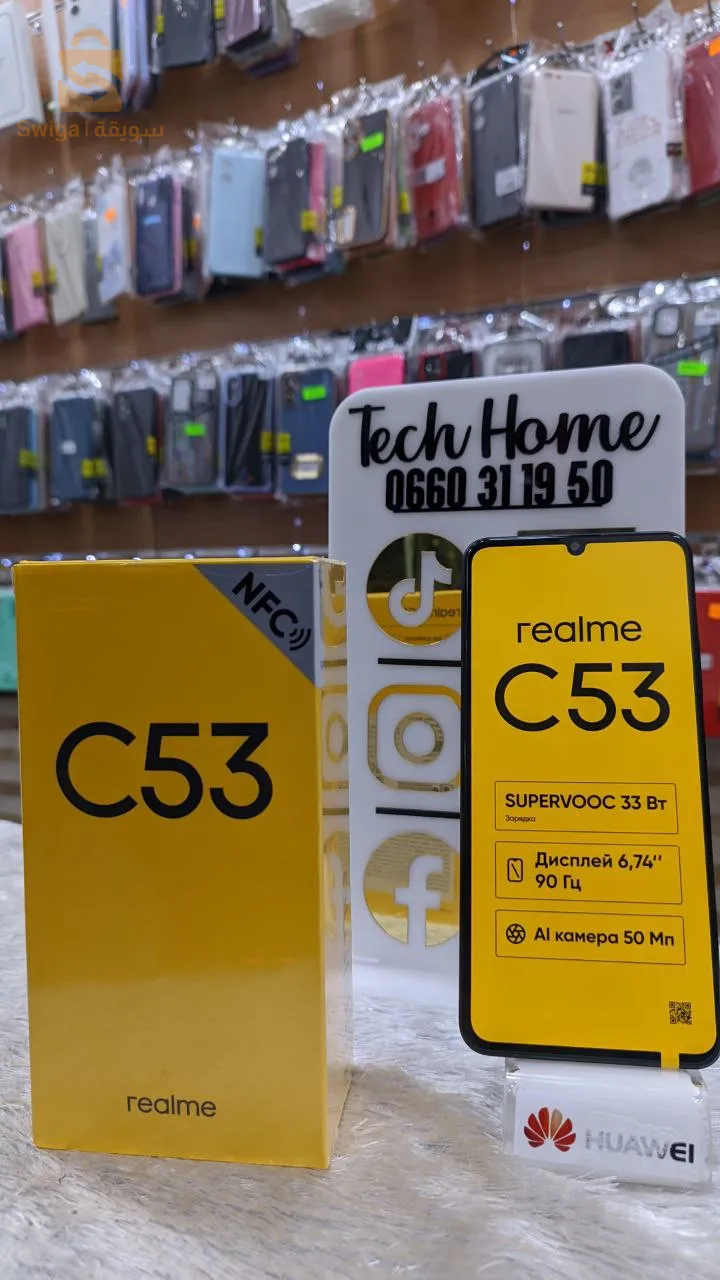 Swiga | سويقة
Tech Home
0660 31 19 50
NFC
C53
realme
realme
C53
SUPERVOOC 33 Вт
Зарядка
Дисплей 6,74″
90 Гц
AI камера 50 Мп
HUAWEI